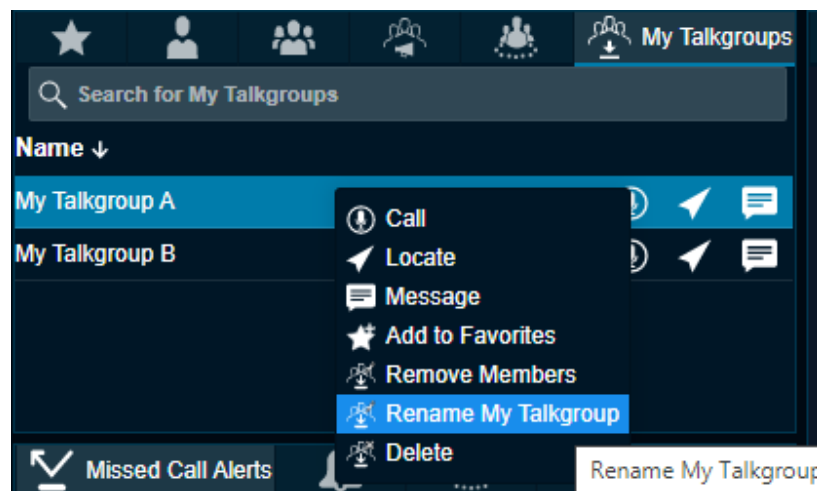 My Talkgroups
Search for My Talkgroups
Name ↓
My Talkgroup A
My Talkgroup B
Call
Locate
Message
Add to Favorites
Remove Members
Rename My Talkgroup
Delete
Missed Call Alerts
Rename My Talkgroup